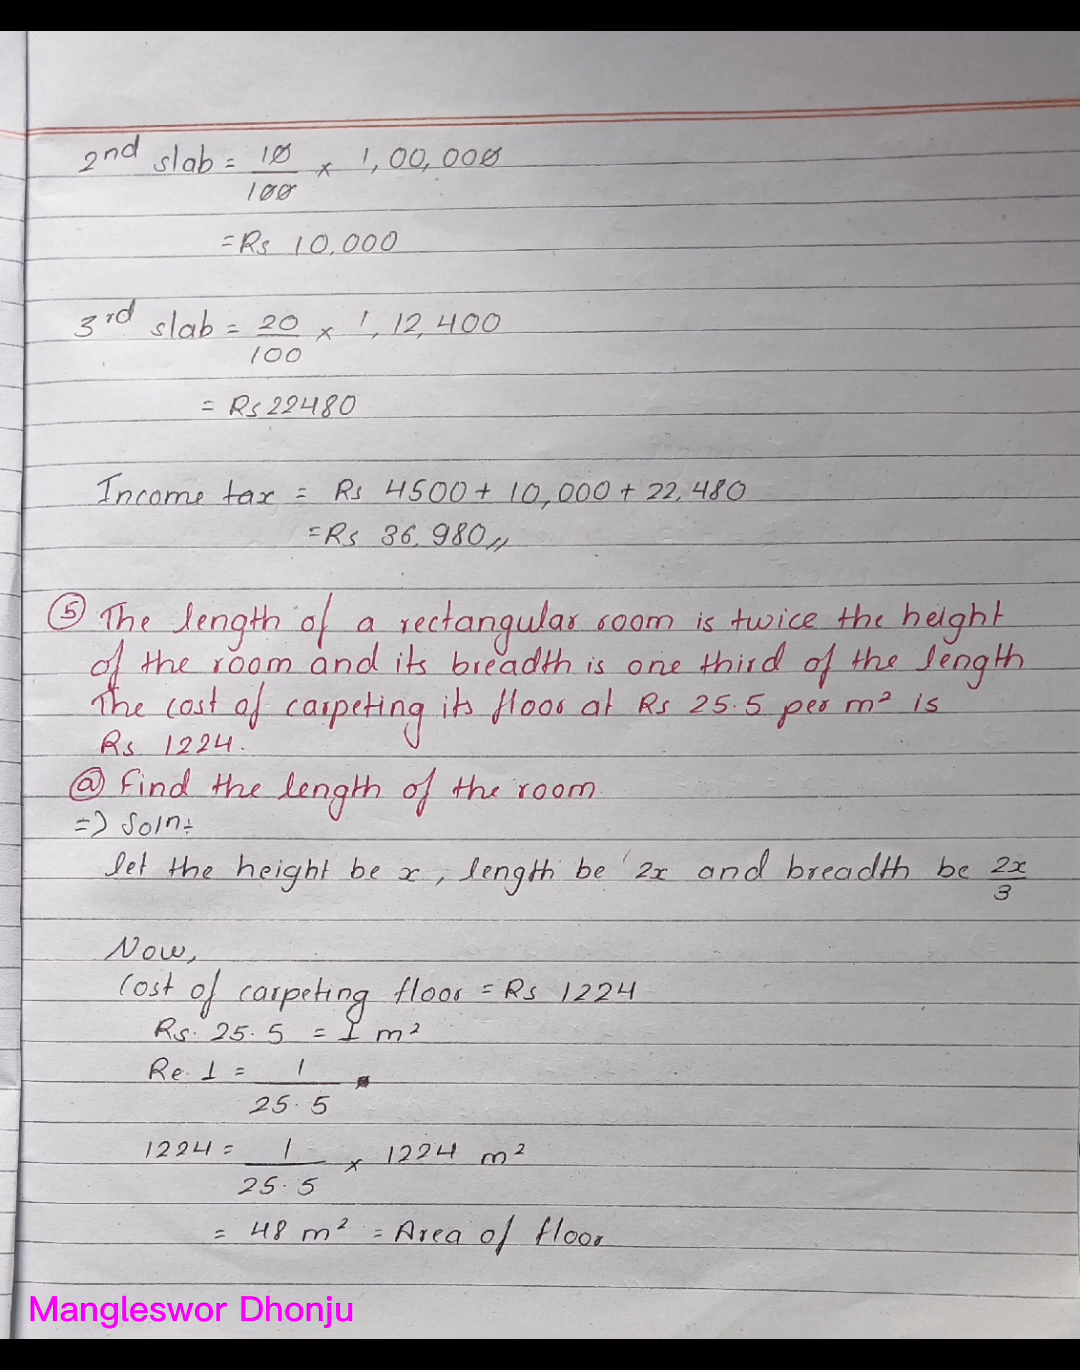 2nd slab = 10/100 × 1,00,000
= Rs 10,000
3rd slab = 20/100 × 1,12,400
= Rs 22480
Income tax = Rs 4500 + 10,000 + 22,480
= Rs 36,980//
⑤ The length of a rectangular room is twice the height
of the room and its breadth is one third of the length
The cost of carpeting its floor at Rs 25.5 per m² is
Rs. 1224.
ⓐ Find the length of the room.
=> Soln:
let the height be x, length be 2x and breadth be 2x/3
Now,
Cost of carpeting floor = Rs 1224
Rs. 25.5 = 1 m²
Re. 1 = 1/25.5
1224 = 1/25.5 × 1224 m²
= 48 m² = Area of floor
Mangleswor Dhonju